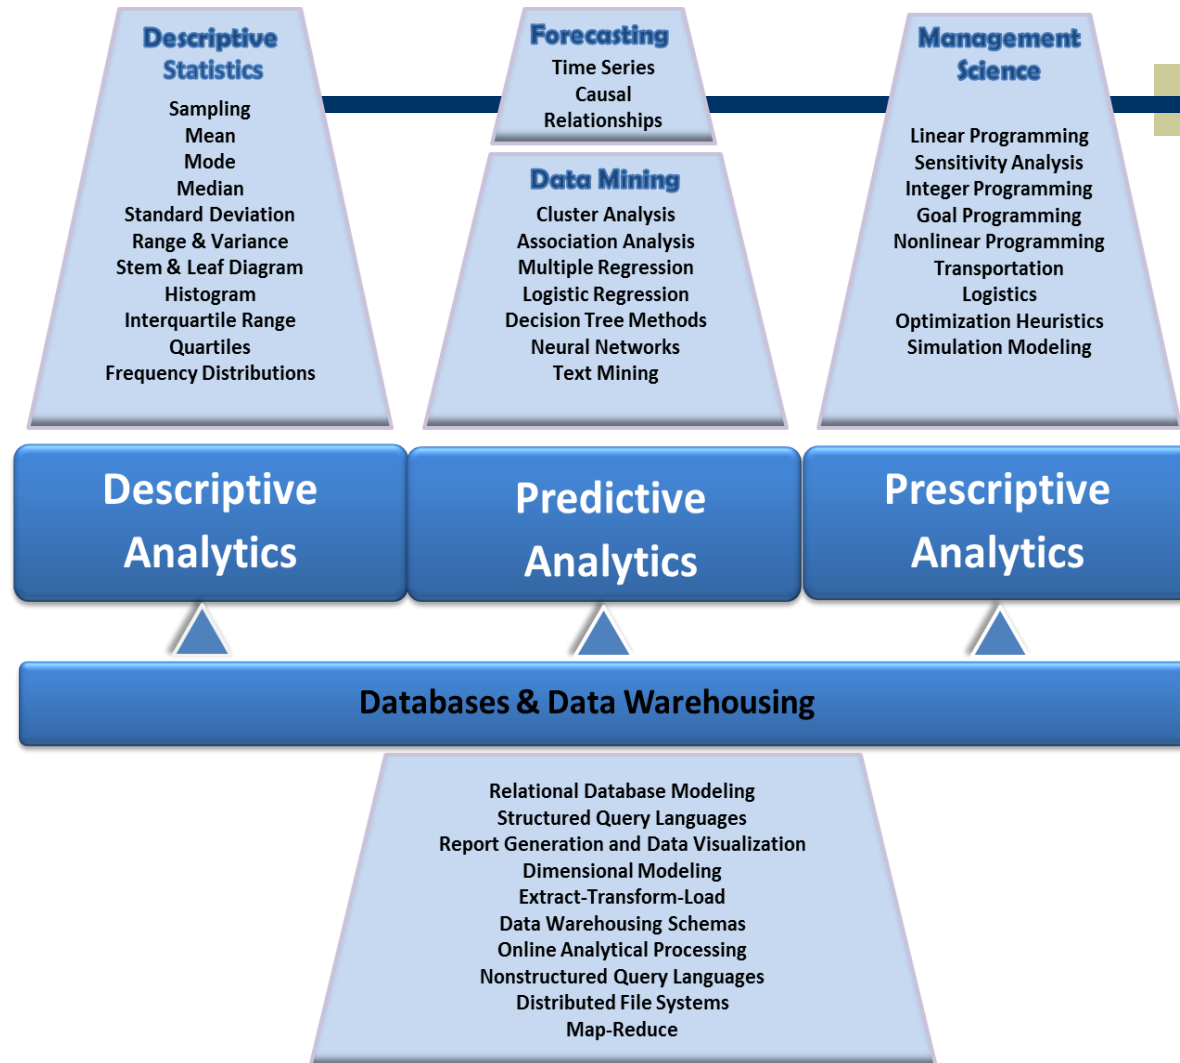 Descriptive
Statistics
Sampling
Mean
Mode
Median
Standard Deviation
Range & Variance
Stem & Leaf Diagram
Histogram
Interquartile Range
Quartiles
Frequency Distributions
Forecasting
Time Series
Causal
Relationships
Data Mining
Cluster Analysis
Association Analysis
Multiple Regression
Logistic Regression
Decision Tree Methods
Neural Networks
Text Mining
Management
Science
Linear Programming
Sensitivity Analysis
Integer Programming
Goal Programming
Nonlinear Programming
Transportation
Logistics
Optimization Heuristics
Simulation Modeling
Descriptive
Analytics
Predictive
Analytics
Prescriptive
Analytics
Databases & Data Warehousing
Relational Database Modeling
Structured Query Languages
Report Generation and Data Visualization
Dimensional Modeling
Extract-Transform-Load
Data Warehousing Schemas
Online Analytical Processing
Nonstructured Query Languages
Distributed File Systems
Map-Reduce